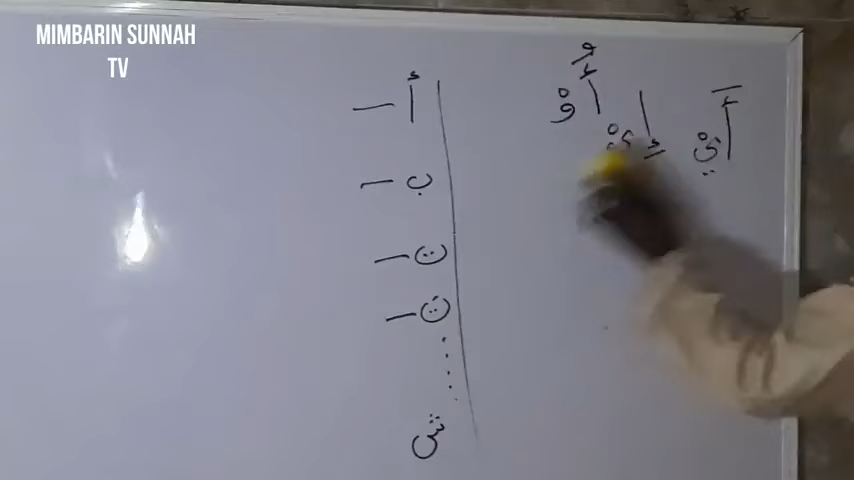 MIMBARIN SUNNAH
TV
أَ يْ
إِ يْ
أُ وْ
أ —
ب —
ت —
ث —
.....
ش